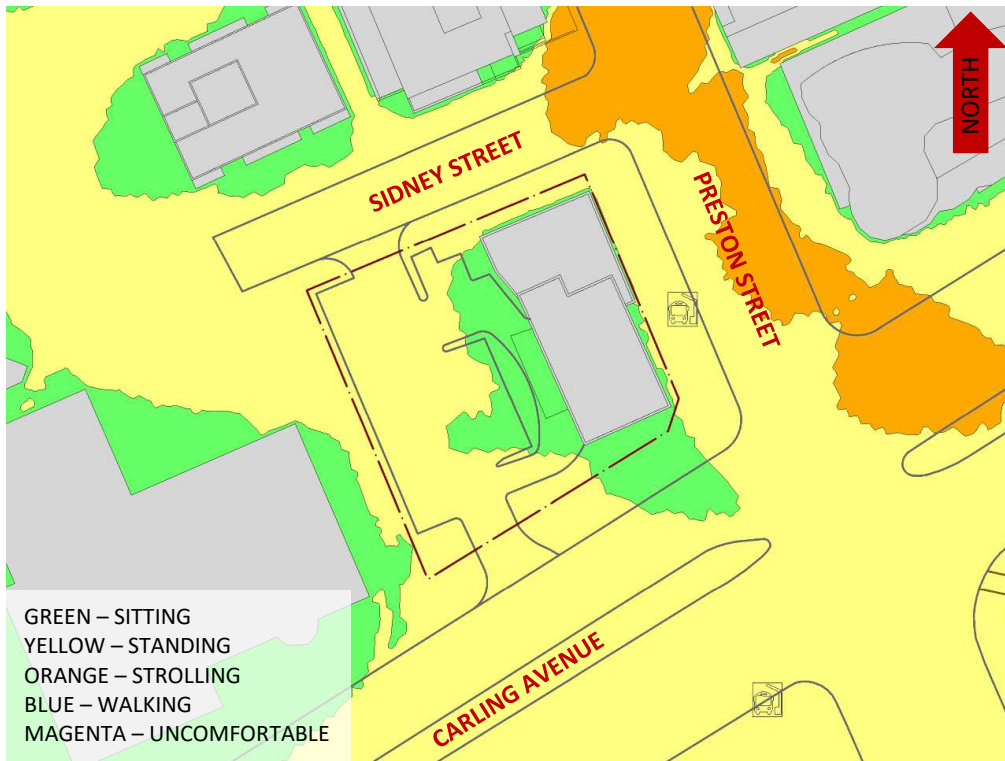 NORTH
SIDNEY STREET
PRESTON STREET
CARLING AVENUE
GREEN – SITTING
YELLOW – STANDING
ORANGE – STROLLING
BLUE – WALKING
MAGENTA – UNCOMFORTABLE